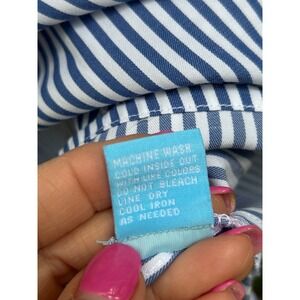 MACHINE WASH
COLD INSIDE OUT
WITH LIKE COLORS
DO NOT BLEACH
LINE DRY
COOL IRON
AS NEEDED